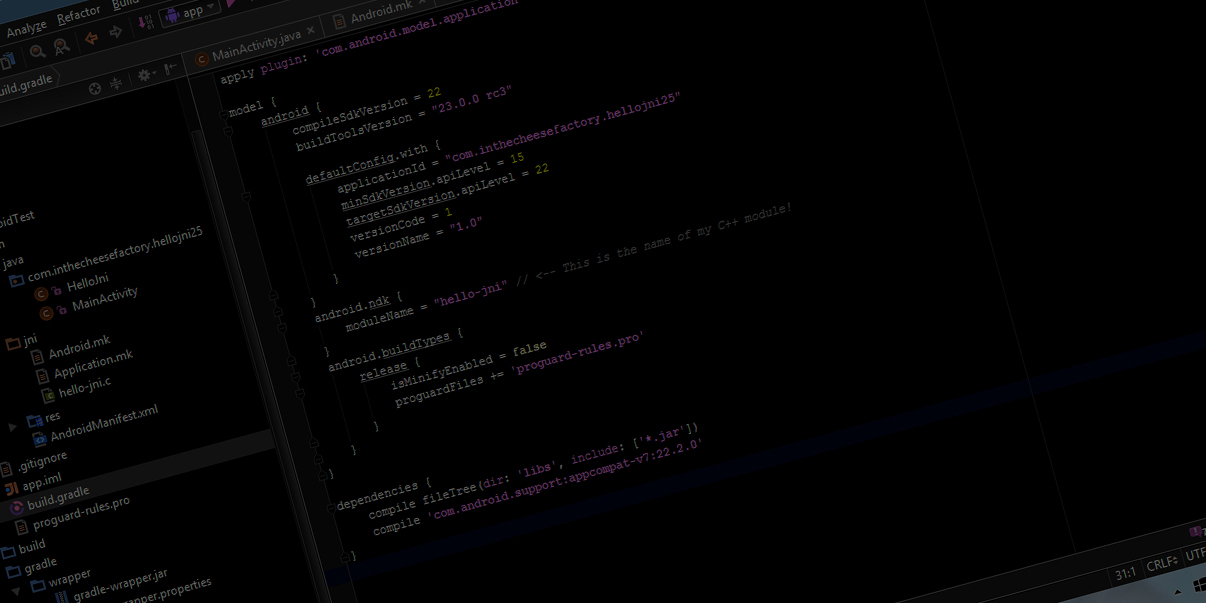 Analyze Refactor Build
app
MainActivity.java
Android.mk
build.gradle
java
com.inthecheesefactory.hellojni25
HelloJni
MainActivity
jni
Android.mk
Application.mk
hello-jni.c
res
AndroidManifest.xml
.gitignore
app.iml
build.gradle
proguard-rules.pro
build
gradle
wrapper
gradle-wrapper.jar
apply plugin: 'com.android.model.application
model {
android {
compileSdkVersion = 22
buildToolsVersion = "23.0.0 rc3"
defaultConfig.with {
applicationId = "com.inthecheesefactory.hellojni25"
minSdkVersion.apiLevel = 15
targetSdkVersion.apiLevel = 22
versionCode = 1
versionName = "1.0"
}
}
android.ndk {
moduleName = "hello-jni" // <-- This is the name of my C++ module!
}
android.buildTypes {
release {
isMinifyEnabled = false
proguardFiles += 'proguard-rules.pro'
}
}
}
dependencies {
compile fileTree(dir: 'libs', include: ['*.jar'])
compile 'com.android.support:appcompat-v7:22.2.0'
}
31:1 CRLF UTF